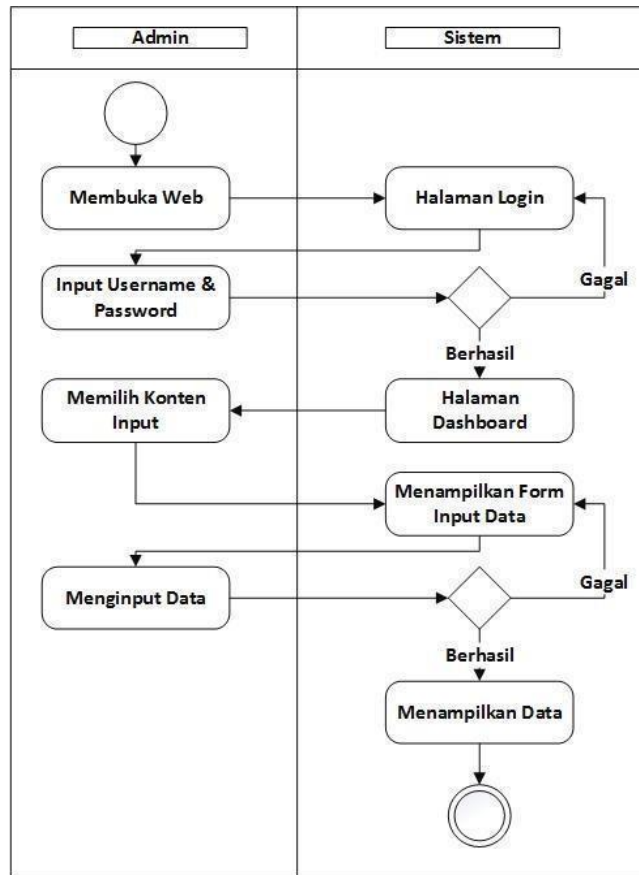 Admin
Sistem
Membuka Web
Halaman Login
Input Username &
Password
Gagal
Berhasil
Memilih Konten
Input
Halaman
Dashboard
Menampilkan Form
Input Data
Menginput Data
Gagal
Berhasil
Menampilkan Data